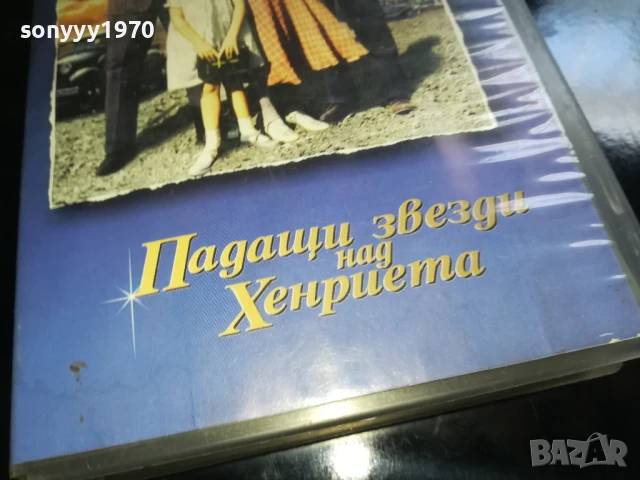 sonyyy1970
Падащи звезди
над
Хенриета
BAZAR